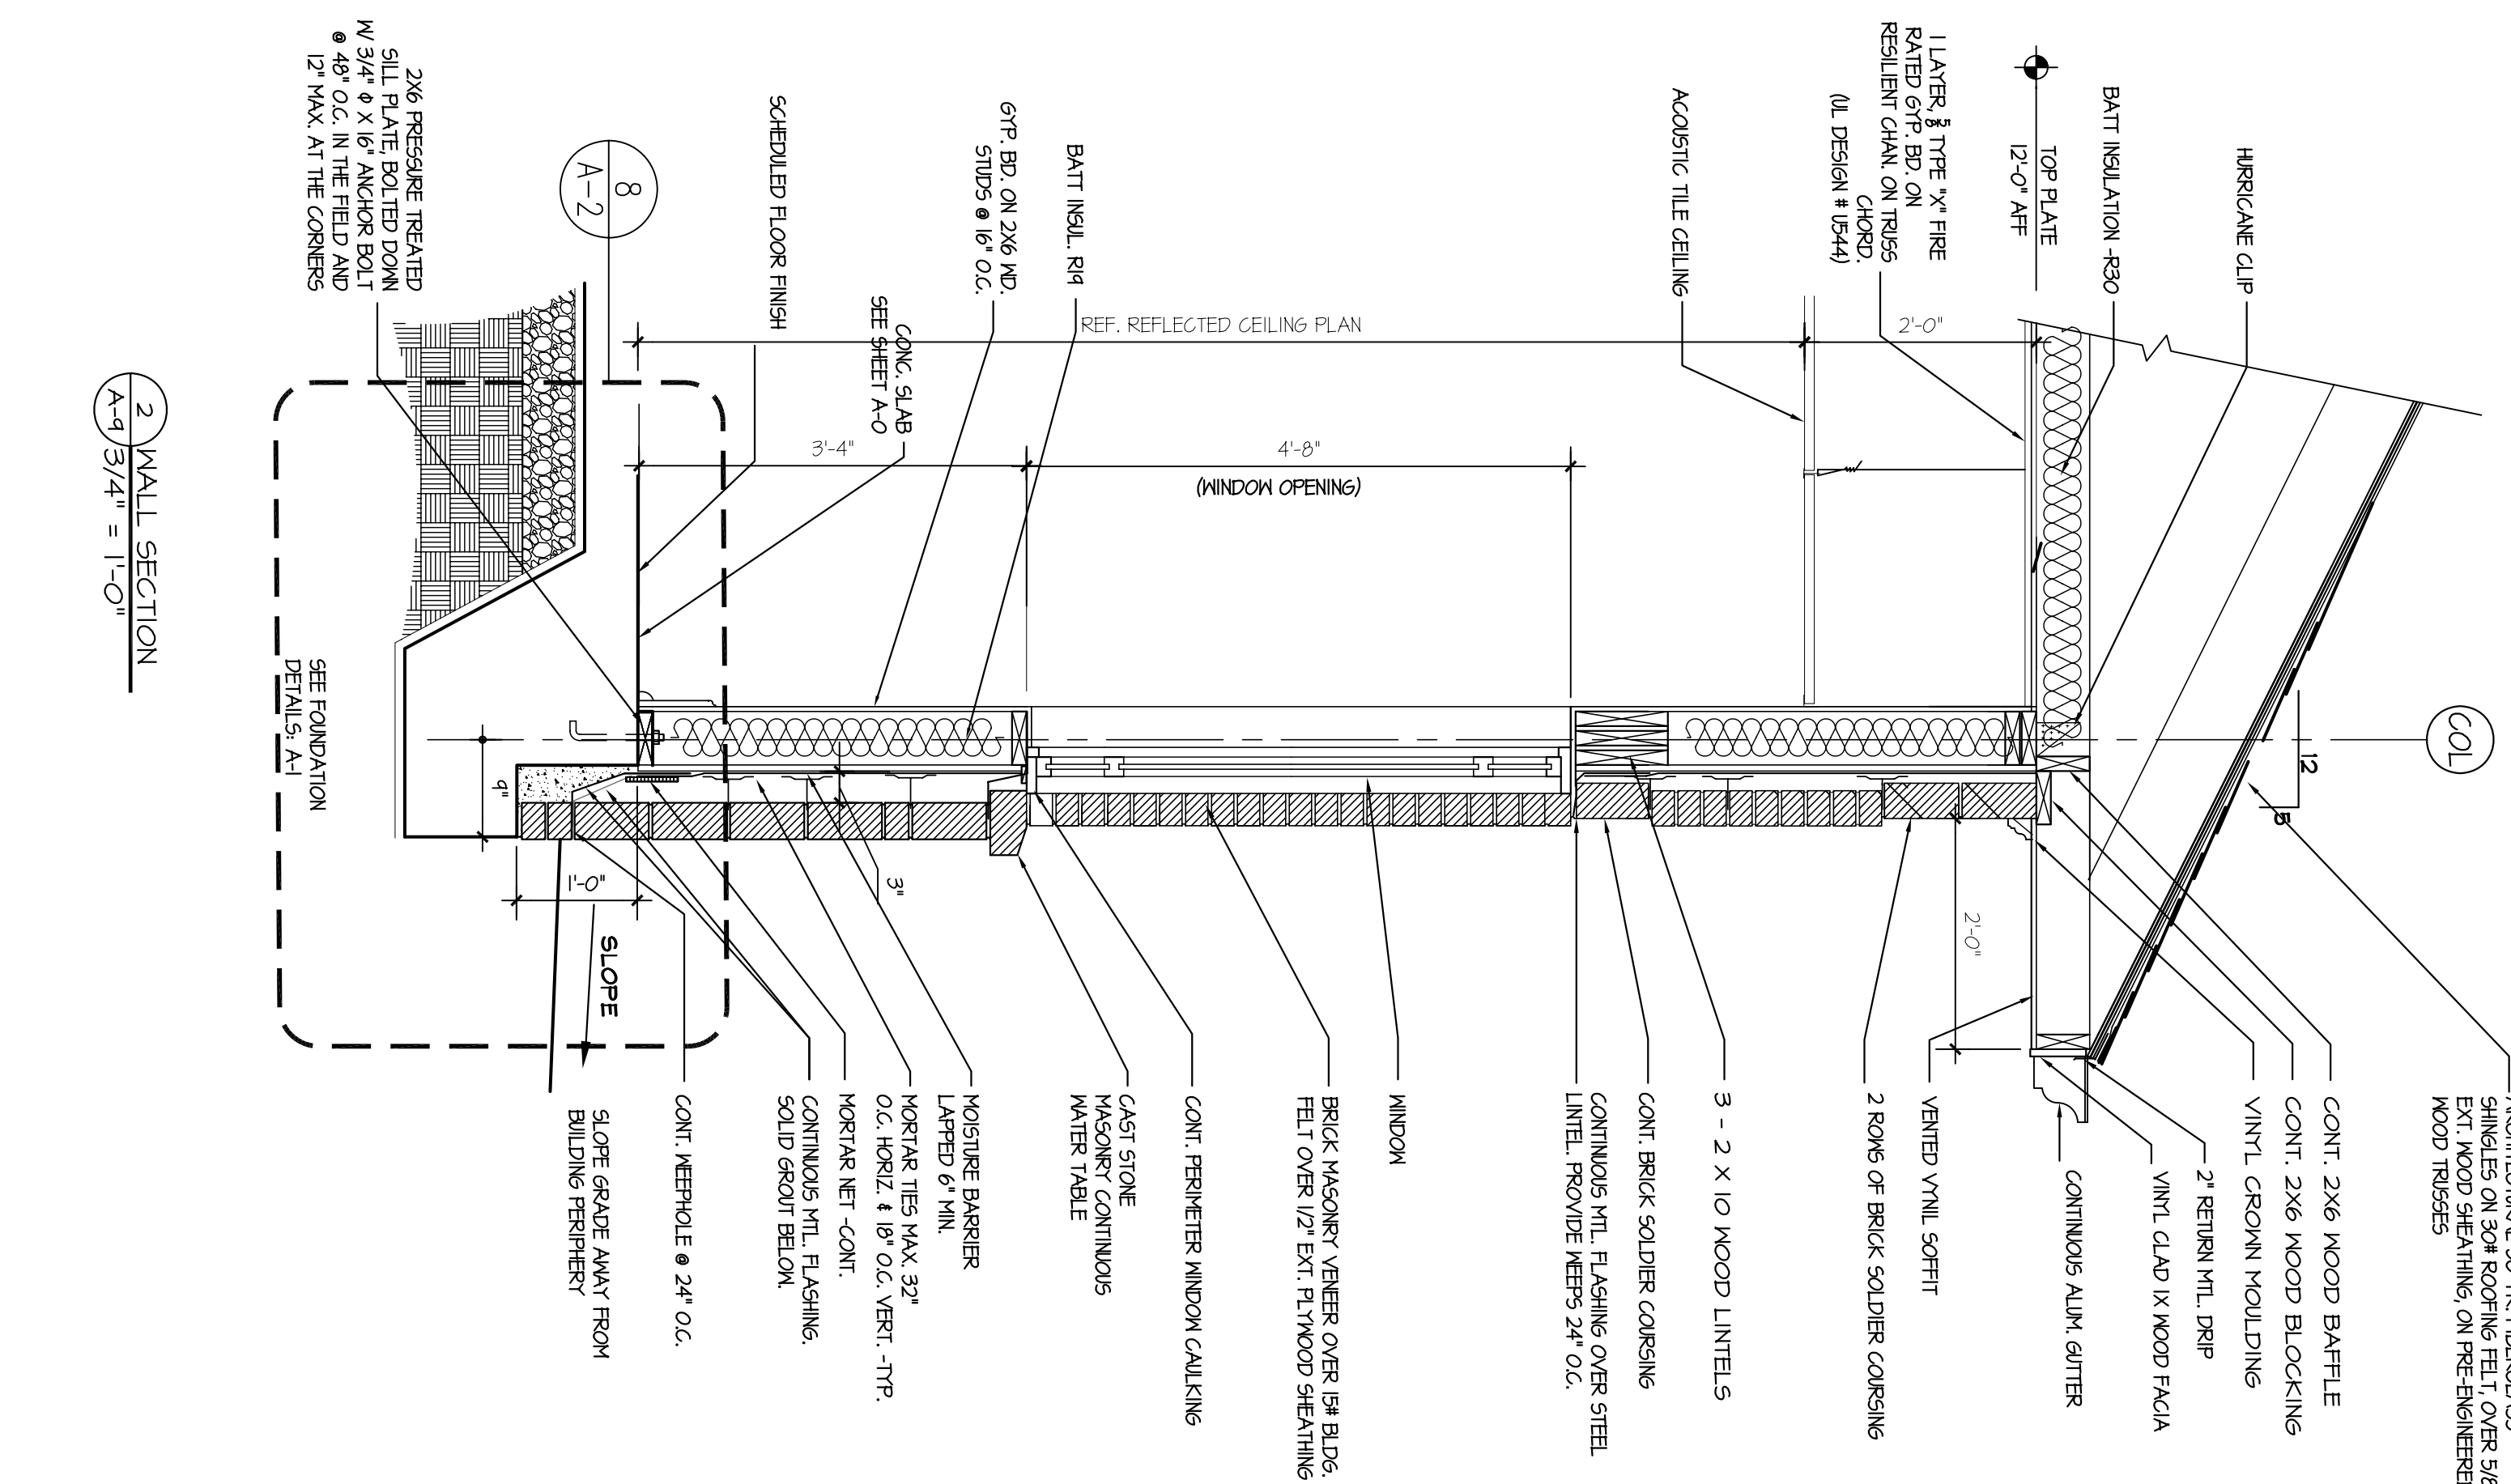 HURRICANE CLIP
BATT INSULATION -R30
TOP PLATE
12'-0" AFF
1 LAYER, 5/8 TYPE "X" FIRE
RATED GYP. BD. ON
RESILIENT CHAN. ON TRUSS
CHORD.
(UL DESIGN # U544)
ACOUSTIC TILE CEILING
BATT INSUL. R19
GYP. BD. ON 2X6 WD.
STUDS @ 16" O.C.
CONC. SLAB
SEE SHEET A-0
SCHEDULED FLOOR FINISH
8
A-2
2X6 PRESSURE TREATED
SILL PLATE, BOLTED DOWN
W/ 3/4" Φ X 16" ANCHOR BOLT
@ 48" O.C. IN THE FIELD AND
12" MAX. AT THE CORNERS
2'-0"
REF. REFLECTED CEILING PLAN
4'-8"
(WINDOW OPENING)
3'-4"
COL
12
5
2'-0"
3"
9"
1'-0"
SLOPE
SEE FOUNDATION
DETAILS: A-1
SHINGLES ON 30# ROOFING FELT, OVER 5/8
EXT. WOOD SHEATHING, ON PRE-ENGINEERE
WOOD TRUSSES
CONT. 2X6 WOOD BAFFLE
CONT. 2X6 WOOD BLOCKING
VINYL CROWN MOULDING
2" RETURN MTL. DRIP
VINYL CLAD 1X WOOD FACIA
CONTINUOUS ALUM. GUTTER
VENTED VYNIL SOFFIT
2 ROWS OF BRICK SOLDIER COURSING
3 - 2 X 10 WOOD LINTELS
CONT. BRICK SOLDIER COURSING
CONTINUOUS MTL. FLASHING OVER STEEL
LINTEL. PROVIDE WEEPS 24" O.C.
WINDOW
BRICK MASONRY VENEER OVER 15# BLDG.
FELT OVER 1/2" EXT. PLYWOOD SHEATHING
CONT. PERIMETER WINDOW CAULKING
CAST STONE
MASONRY CONTINUOUS
WATER TABLE
MOISTURE BARRIER
LAPPED 6" MIN.
MORTAR TIES MAX. 32"
O.C. HORIZ. & 18" O.C. VERT. -TYP.
MORTAR NET -CONT.
CONTINUOUS MTL. FLASHING.
SOLID GROUT BELOW.
CONT. WEEPHOLE @ 24" O.C.
SLOPE GRADE AWAY FROM
BUILDING PERIPHERY
2
A-9
WALL SECTION
3/4" = 1'-0"